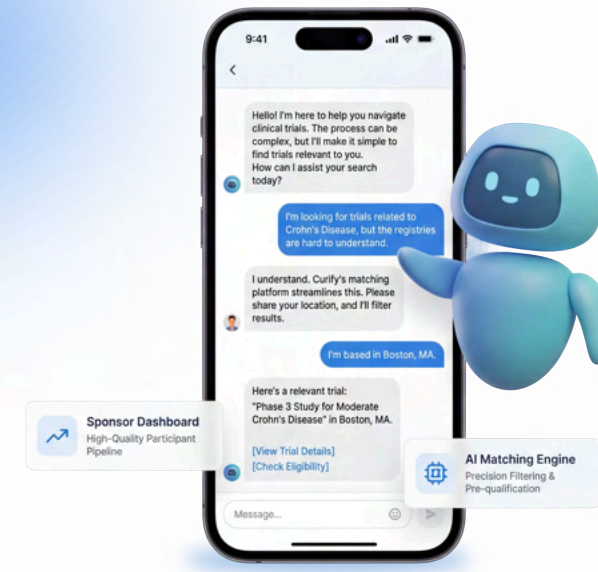 9:41
Hello! I'm here to help you navigate
clinical trials. The process can be
complex, but I'll make it simple to
find trials relevant to you.
How can I assist your search
today?
I'm looking for trials related to
Crohn's Disease, but the registries
are hard to understand.
I understand. Curify's matching
platform streamlines this. Please
share your location, and I'll filter
results.
I'm based in Boston, MA.
Here's a relevant trial:
"Phase 3 Study for Moderate
Crohn's Disease" in Boston, MA.
[View Trial Details]
[Check Eligibility]
Message...
Sponsor Dashboard
High-Quality Participant
Pipeline
AI Matching Engine
Precision Filtering &
Pre-qualification